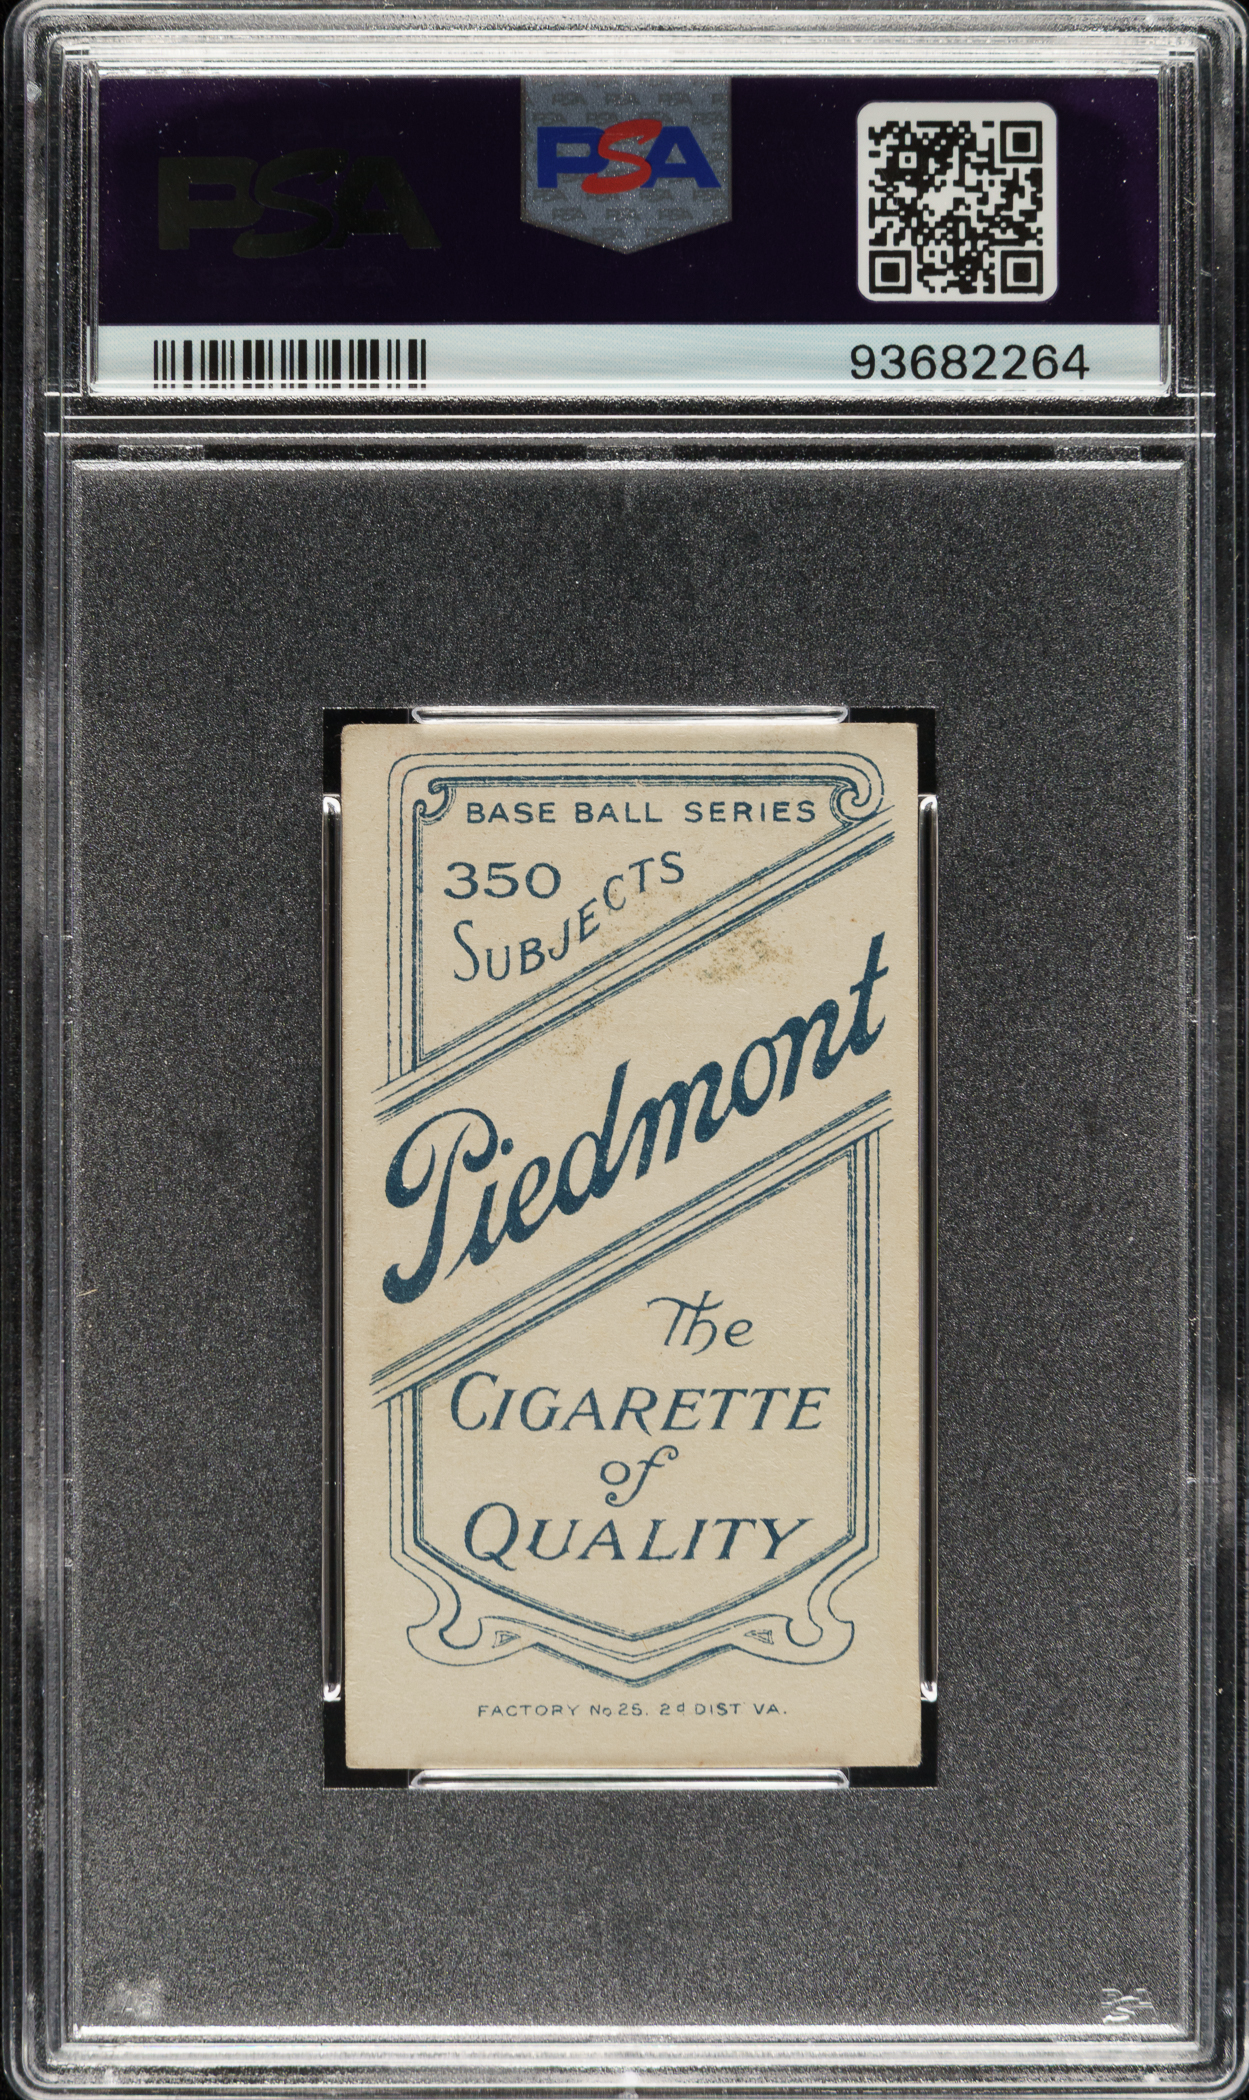 PSA
PSA
93682264
BASE BALL SERIES
350
SUBJECTS
Piedmont
The
CIGARETTE
of
QUALITY
FACTORY No 25. 2d DIST VA.